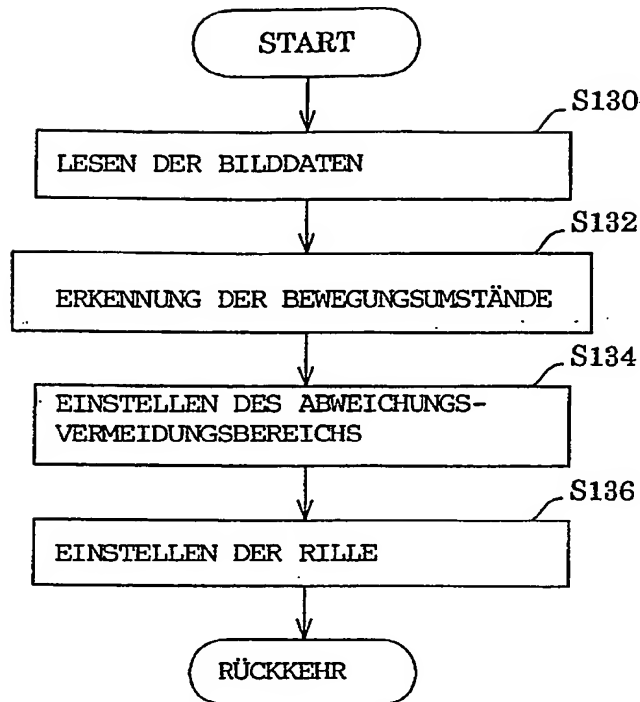 START
S130
LESEN DER BILDDATEN
S132
ERKENNUNG DER BEWEGUNGSUMSTÄNDE
S134
EINSTELLEN DES ABWEICHUNGS-
VERMEIDUNGSBEREICHS
S136
EINSTELLEN DER RILLE
RÜCKKEHR